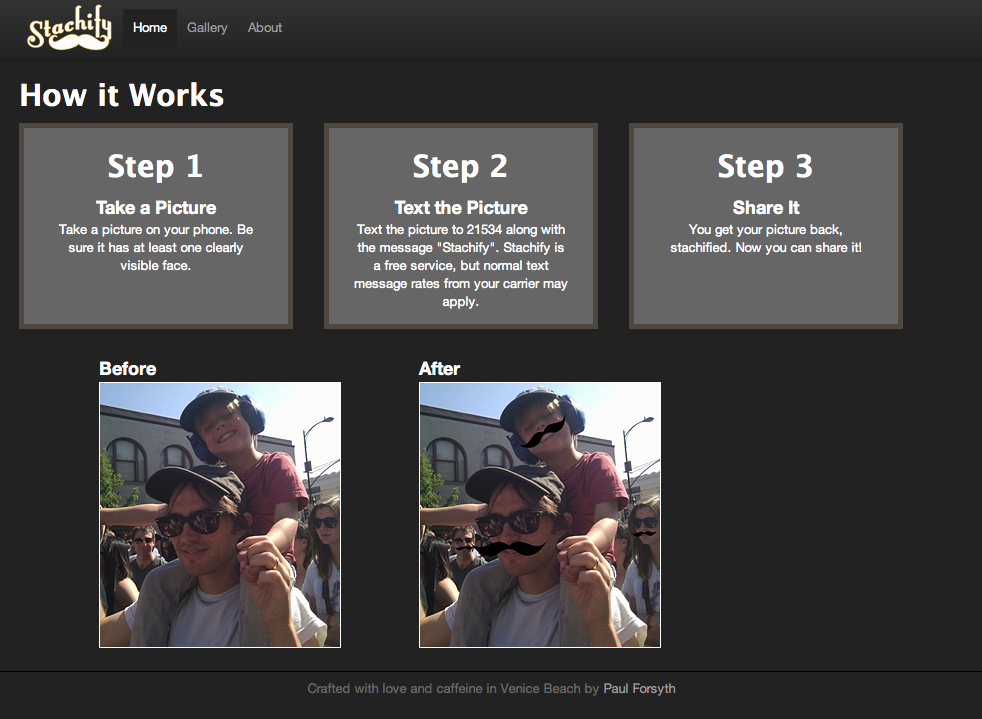 Stachify
Home Gallery About
How it Works
Step 1
Take a Picture
Take a picture on your phone. Be
sure it has at least one clearly
visible face.
Step 2
Text the Picture
Text the picture to 21534 along with
the message "Stachify". Stachify is
a free service, but normal text
message rates from your carrier may
apply.
Step 3
Share It
You get your picture back,
stachified. Now you can share it!
Before
After
Crafted with love and caffeine in Venice Beach by Paul Forsyth